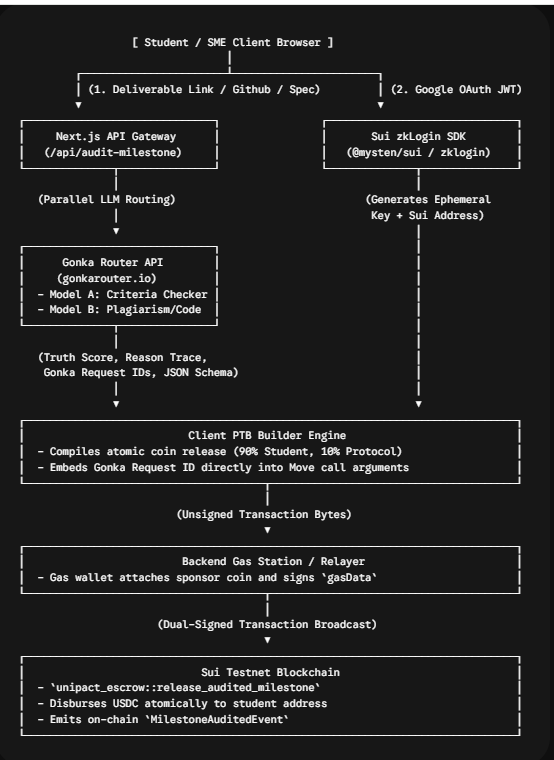 [ Student / SME Client Browser ]
(1. Deliverable Link / Github / Spec)
(2. Google OAuth JWT)
Next.js API Gateway
(/api/audit-milestone)
Sui zkLogin SDK
(@mysten/sui / zklogin)
(Parallel LLM Routing)
(Generates Ephemeral
Key + Sui Address)
Gonka Router API
(gonkarouter.io)
- Model A: Criteria Checker
- Model B: Plagiarism/Code
(Truth Score, Reason Trace,
Gonka Request IDs, JSON Schema)
Client PTB Builder Engine
- Compiles atomic coin release (90% Student, 10% Protocol)
- Embeds Gonka Request ID directly into Move call arguments
(Unsigned Transaction Bytes)
Backend Gas Station / Relayer
- Gas wallet attaches sponsor coin and signs `gasData`
(Dual-Signed Transaction Broadcast)
Sui Testnet Blockchain
- `unipact_escrow::release_audited_milestone`
- Disburses USDC atomically to student address
- Emits on-chain `MilestoneAuditedEvent`